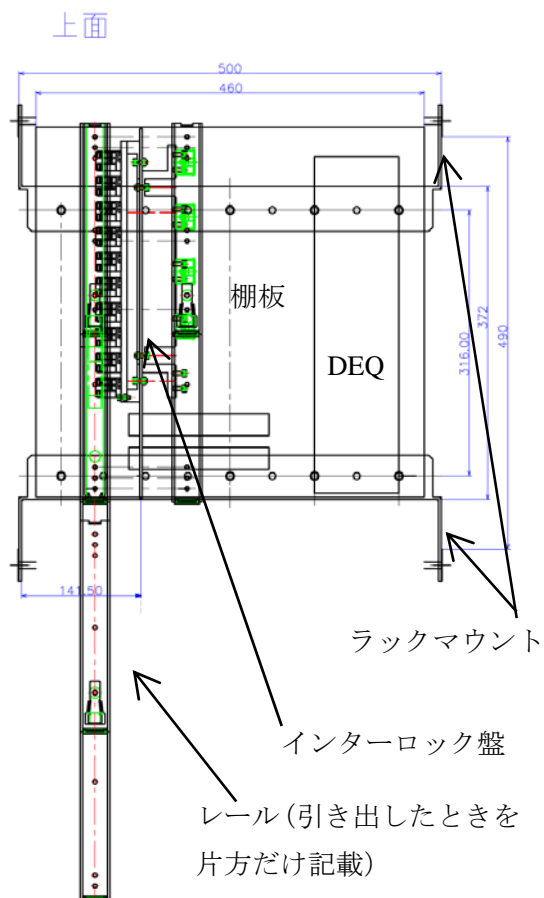 上面
500
460
棚板
DEQ
316.00
372
490
141.50
ラックマウント
インターロック盤
レール(引き出したときを
片方だけ記載)